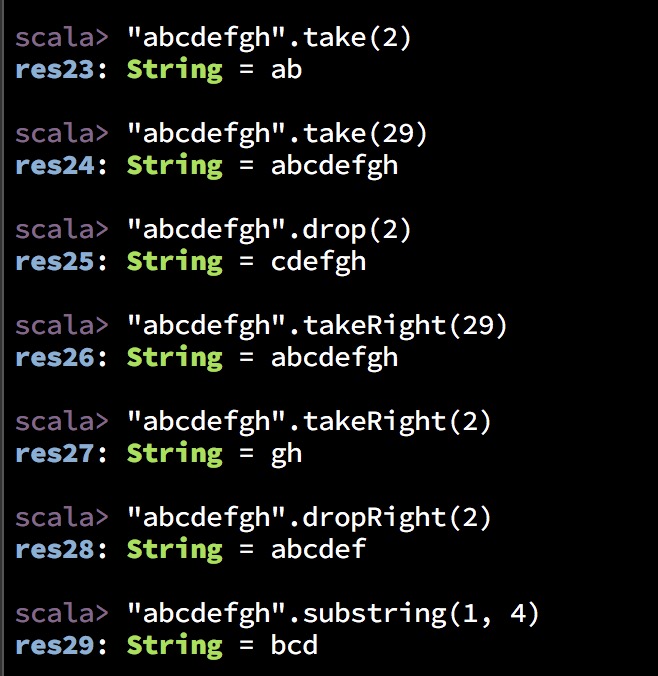 scala> "abcdefgh".take(2)
res23: String = ab
scala> "abcdefgh".take(29)
res24: String = abcdefgh
scala> "abcdefgh".drop(2)
res25: String = cdefgh
scala> "abcdefgh".takeRight(29)
res26: String = abcdefgh
scala> "abcdefgh".takeRight(2)
res27: String = gh
scala> "abcdefgh".dropRight(2)
res28: String = abcdef
scala> "abcdefgh".substring(1, 4)
res29: String = bcd